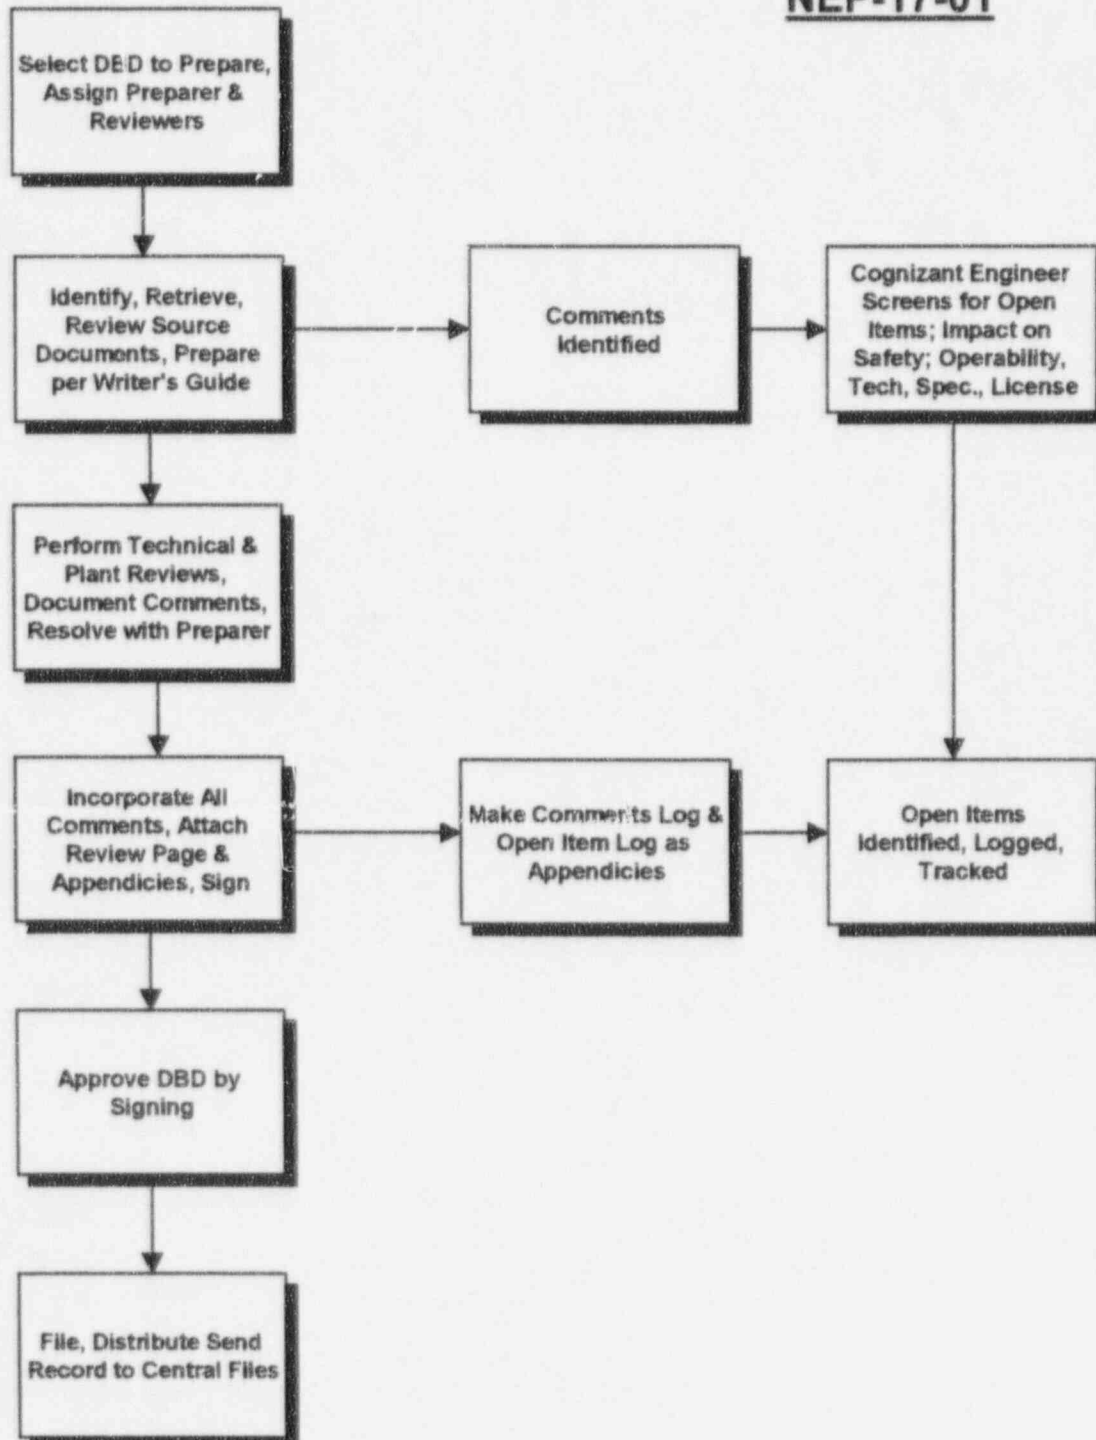 NEP-17-01
Select DBD to Prepare,
Assign Preparer &
Reviewers
Identify, Retrieve,
Review Source
Documents, Prepare
per Writer's Guide
Comments
Identified
Cognizant Engineer
Screens for Open
Items; Impact on
Safety; Operability,
Tech, Spec., License
Perform Technical &
Plant Reviews,
Document Comments,
Resolve with Preparer
Incorporate All
Comments, Attach
Review Page &
Appendicies, Sign
Make Comments Log &
Open Item Log as
Appendicies
Open Items
Identified, Logged,
Tracked
Approve DBD by
Signing
File, Distribute Send
Record to Central Files